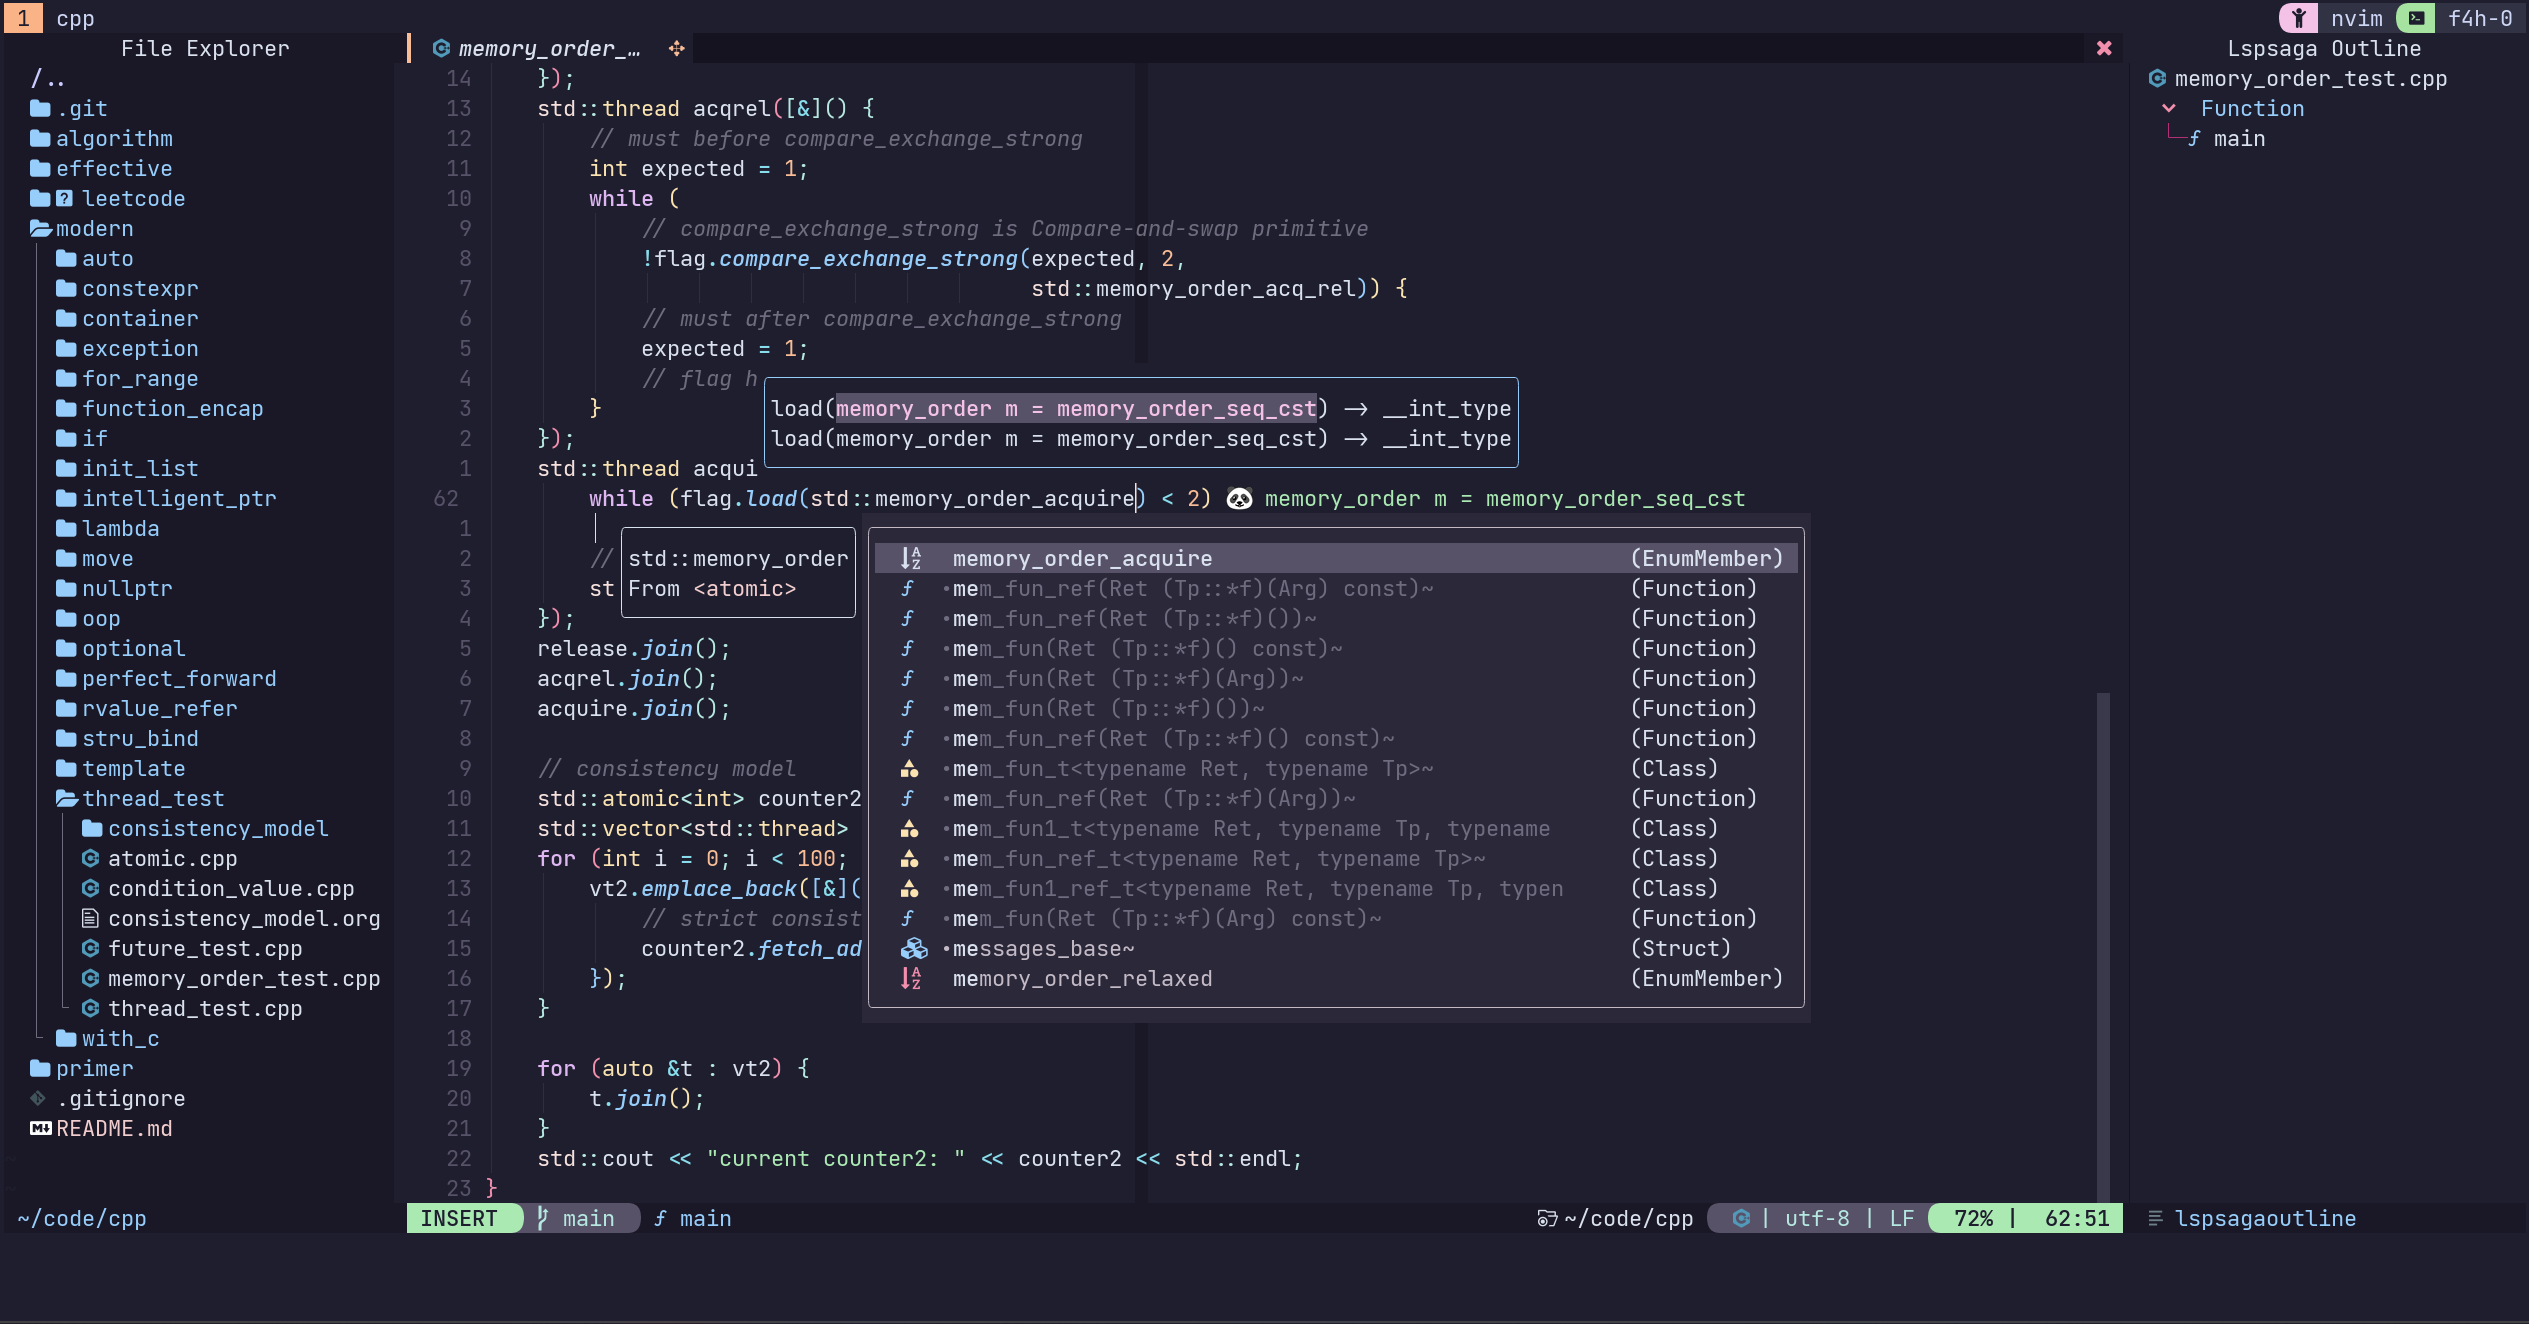 1 cpp
nvim f4h-0
File Explorer
/..
.git
algorithm
effective
leetcode
modern
auto
constexpr
container
exception
for_range
function_encap
if
init_list
intelligent_ptr
lambda
move
nullptr
oop
optional
perfect_forward
rvalue_refer
stru_bind
template
thread_test
consistency_model
atomic.cpp
condition_value.cpp
consistency_model.org
future_test.cpp
memory_order_test.cpp
thread_test.cpp
with_c
primer
.gitignore
README.md
~/code/cpp
memory_order_…
14 });
13 std::thread acqrel([&]() {
12 // must before compare_exchange_strong
11 int expected = 1;
10 while (
9 // compare_exchange_strong is Compare-and-swap primitive
8 !flag.compare_exchange_strong(expected, 2,
7 std::memory_order_acq_rel)) {
6 // must after compare_exchange_strong
5 expected = 1;
4 // flag h
3 }
2 });
1 std::thread acqui
load(memory_order m = memory_order_seq_cst) -> __int_type
load(memory_order m = memory_order_seq_cst) -> __int_type
62 while (flag.load(std::memory_order_acquire) < 2) 🐼 memory_order m = memory_order_seq_cst
1
2 //
3 st
std::memory_order
From <atomic>
4 });
5 release.join();
6 acqrel.join();
7 acquire.join();
8
9 // consistency model
10 std::atomic<int> counter2
11 std::vector<std::thread>
12 for (int i = 0; i < 100;
13 vt2.emplace_back([&](
14 // strict consist
15 counter2.fetch_ad
16 });
17 }
18
19 for (auto &t : vt2) {
20 t.join();
21 }
22 std::cout << "current counter2: " << counter2 << std::endl;
23 }
memory_order_acquire (EnumMember)
•mem_fun_ref(Ret (Tp::*f)(Arg) const)~ (Function)
•mem_fun_ref(Ret (Tp::*f)())~ (Function)
•mem_fun(Ret (Tp::*f)() const)~ (Function)
•mem_fun(Ret (Tp::*f)(Arg))~ (Function)
•mem_fun(Ret (Tp::*f)())~ (Function)
•mem_fun_ref(Ret (Tp::*f)() const)~ (Function)
•mem_fun_t<typename Ret, typename Tp>~ (Class)
•mem_fun_ref(Ret (Tp::*f)(Arg))~ (Function)
•mem_fun1_t<typename Ret, typename Tp, typename (Class)
•mem_fun_ref_t<typename Ret, typename Tp>~ (Class)
•mem_fun1_ref_t<typename Ret, typename Tp, typen (Class)
•mem_fun(Ret (Tp::*f)(Arg) const)~ (Function)
•messages_base~ (Struct)
memory_order_relaxed (EnumMember)
INSERT main f main
~/code/cpp | utf-8 | LF 72% | 62:51
Lspsaga Outline
memory_order_test.cpp
Function
f main
lspsagaoutline